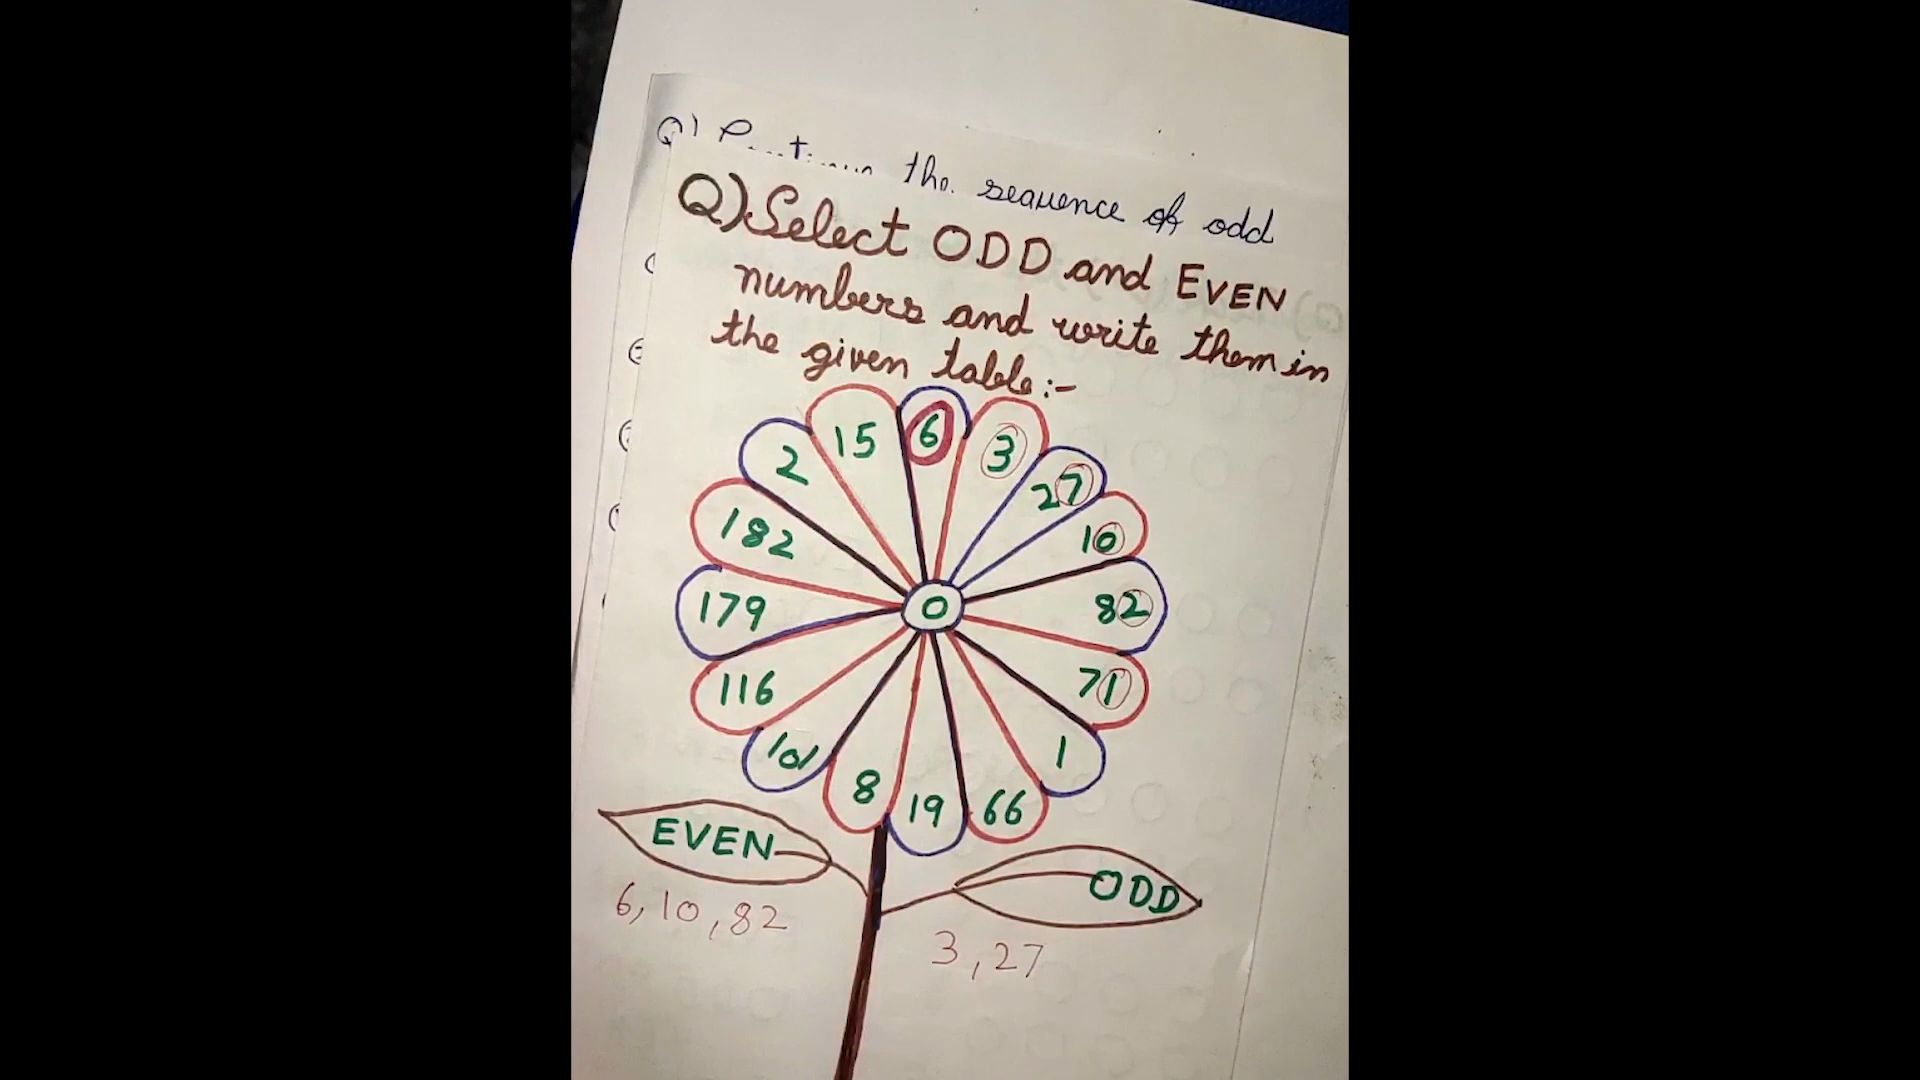 Q) the sequence of odd
Q) Select ODD and EVEN
numbers and write them in
the given table:-
6
3
27
10
82
71
1
66
19
8
101
116
179
182
2
15
0
EVEN
ODD
6, 10, 82
3, 27